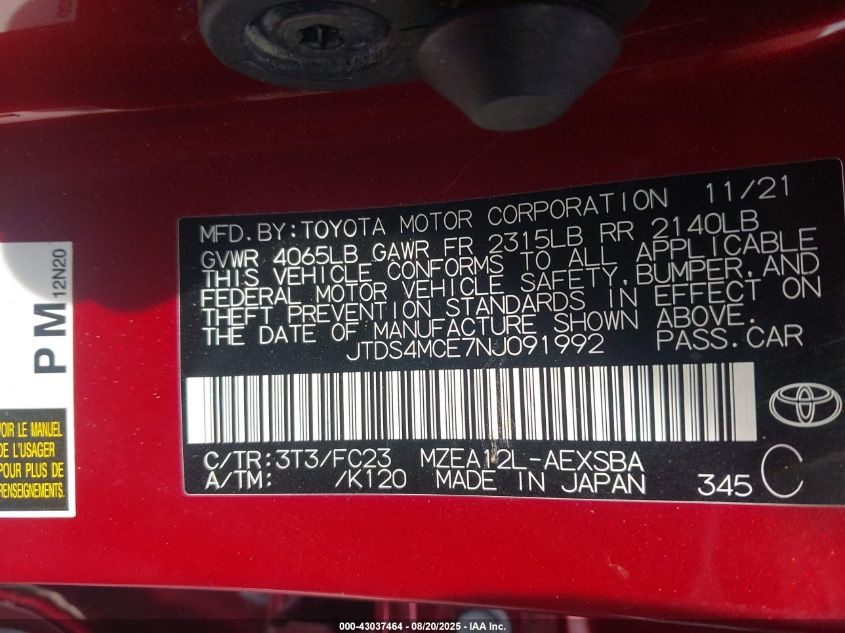 MFD.BY:TOYOTA MOTOR CORPORATION 11/21
GVWR 4065LB GAWR FR 2315LB RR 2140LB
THIS VEHICLE CONFORMS TO ALL APPLICABLE
FEDERAL MOTOR VEHICLE SAFETY,BUMPER,AND
THEFT PREVENTION STANDARDS IN EFFECT ON
THE DATE OF MANUFACTURE SHOWN ABOVE.
JTDS4MCE7NJ091992 PASS.CAR
C/TR:3T3/FC23 MZEA12L-AEXSBA
A/TM: /K120 MADE IN JAPAN 345 C
PM
12N20
VOIR LE MANUEL
DE L'USAGER
POUR PLUS DE
RENSEIGNEMENTS.
000-43037464 - 08/20/2025 - IAA Inc.